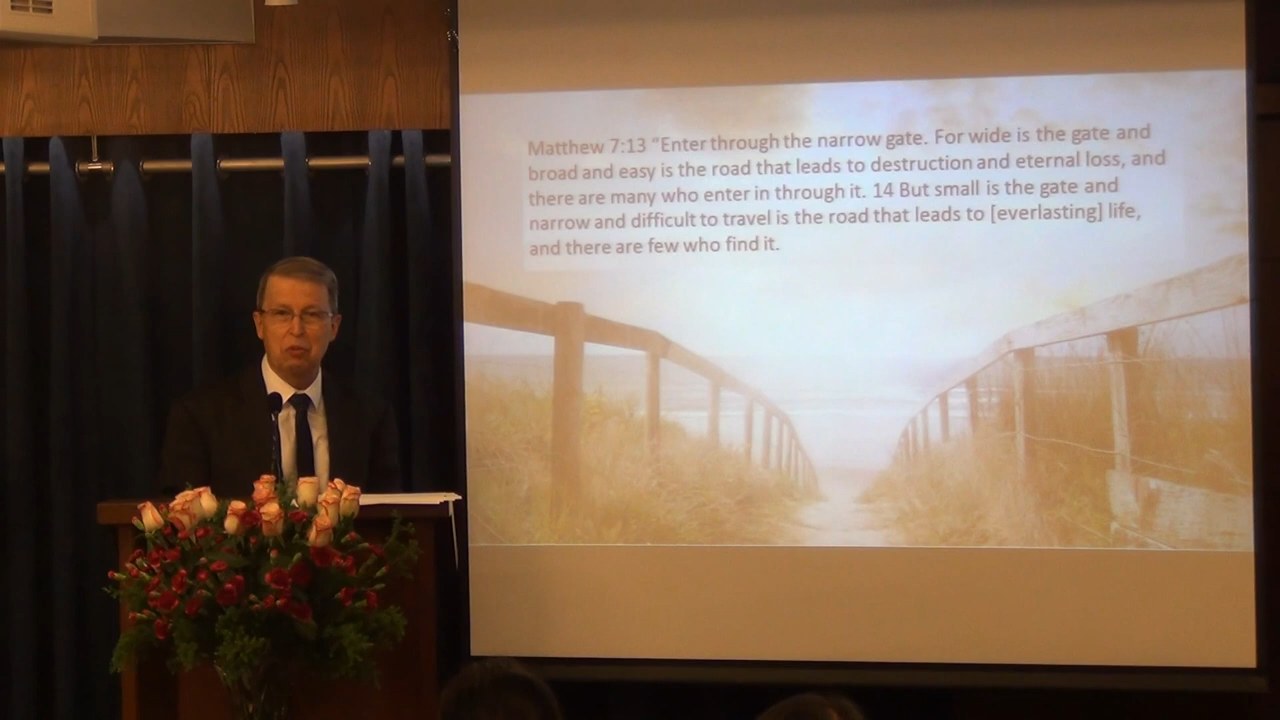 Matthew 7:13 “Enter through the narrow gate. For wide is the gate and
broad and easy is the road that leads to destruction and eternal loss, and
there are many who enter in through it. 14 But small is the gate and
narrow and difficult to travel is the road that leads to [everlasting] life,
and there are few who find it.